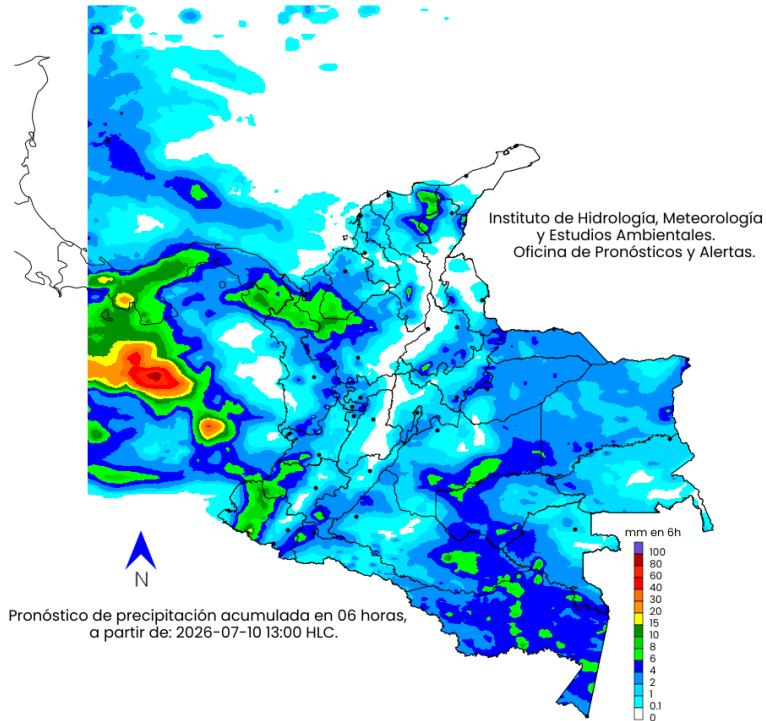 Instituto de Hidrología, Meteorología
y Estudios Ambientales.
Oficina de Pronósticos y Alertas.
mm en 6h
100
80
60
40
30
20
15
10
8
6
4
2
1
0.1
0
N
Pronóstico de precipitación acumulada en 06 horas,
a partir de: 2026-07-10 13:00 HLC.